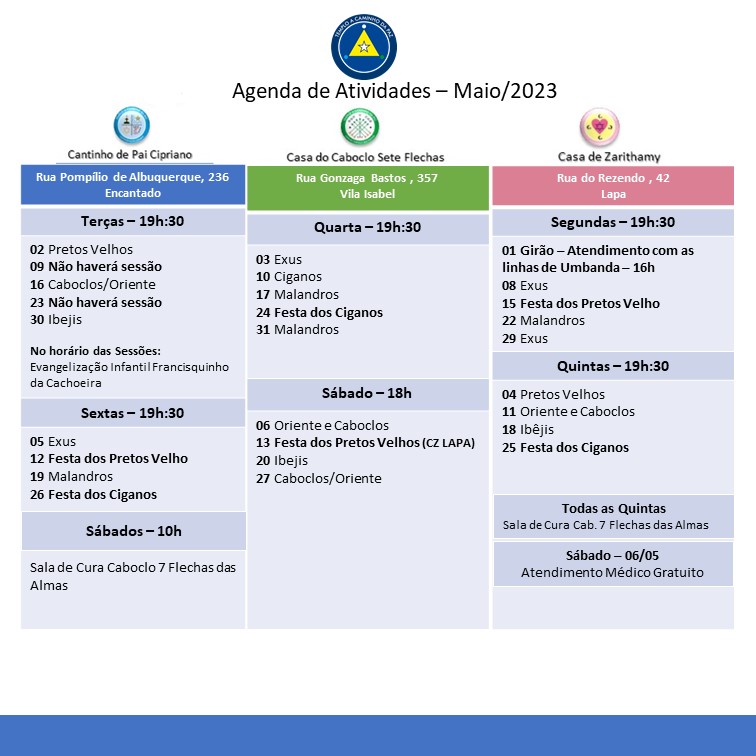 TEMPLO A CAMINHO DA PAZ
Agenda de Atividades – Maio/2023
Cantinho de Pai Cipriano
Rua Pompílio de Albuquerque, 236
Encantado
Terças – 19h:30
02 Pretos Velhos
09 Não haverá sessão
16 Caboclos/Oriente
23 Não haverá sessão
30 Ibejis
No horário das Sessões:
Evangelização Infantil Francisquinho
da Cachoeira
Sextas – 19h:30
05 Exus
12 Festa dos Pretos Velho
19 Malandros
26 Festa dos Ciganos
Sábados – 10h
Sala de Cura Caboclo 7 Flechas das
Almas
Casa do Caboclo Sete Flechas
Rua Gonzaga Bastos , 357
Vila Isabel
Quarta – 19h:30
03 Exus
10 Ciganos
17 Malandros
24 Festa dos Ciganos
31 Malandros
Sábado – 18h
06 Oriente e Caboclos
13 Festa dos Pretos Velhos (CZ LAPA)
20 Ibejis
27 Caboclos/Oriente
Casa de Zarithamy
Rua do Rezendo , 42
Lapa
Segundas – 19h:30
01 Girão – Atendimento com as
linhas de Umbanda – 16h
08 Exus
15 Festa dos Pretos Velho
22 Malandros
29 Exus
Quintas – 19h:30
04 Pretos Velhos
11 Oriente e Caboclos
18 Ibêjis
25 Festa dos Ciganos
Todas as Quintas
Sala de Cura Cab. 7 Flechas das Almas
Sábado – 06/05
Atendimento Médico Gratuito